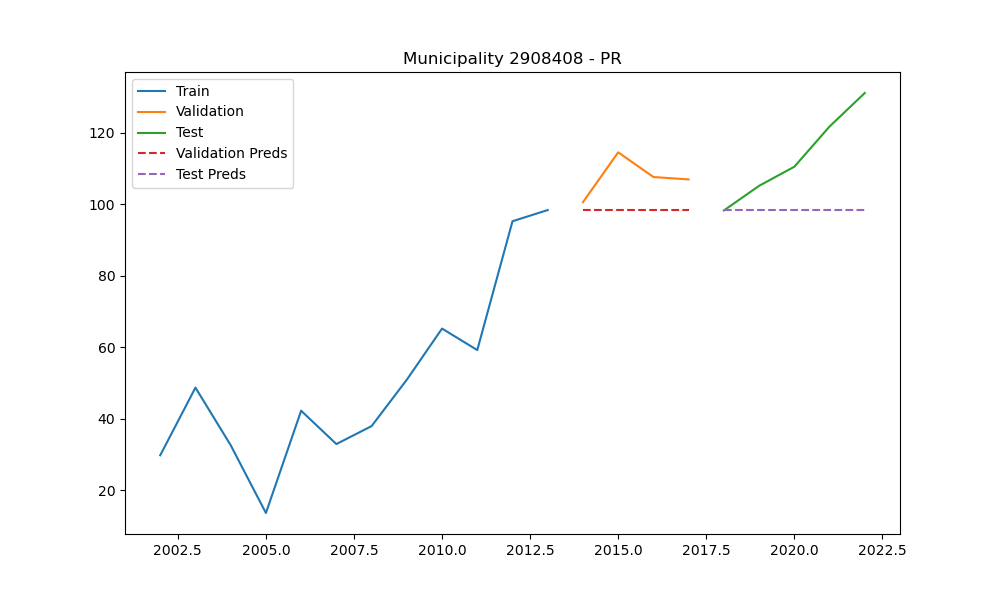 Municipality 2908408 - PR
Train
Validation
Test
Validation Preds
Test Preds
120
100
80
60
40
20
2002.5 2005.0 2007.5 2010.0 2012.5 2015.0 2017.5 2020.0 2022.5